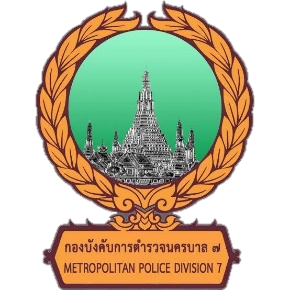 กองบังคับการตำรวจนครบาล ๗
METROPOLITAN POLICE DIVISION 7